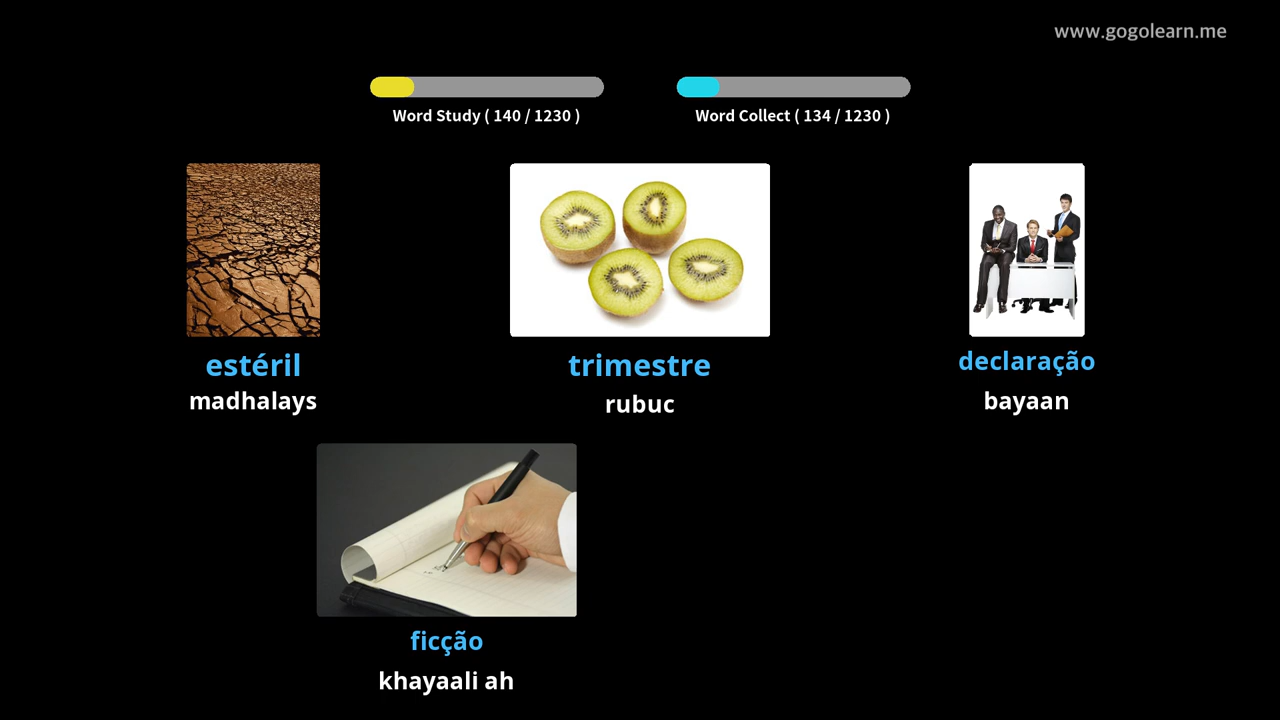 www.gogolearn.me
Word Study ( 140 / 1230 )
Word Collect ( 134 / 1230 )
estéril
madhalays
trimestre
rubuc
declaração
bayaan
ficção
khayaali ah